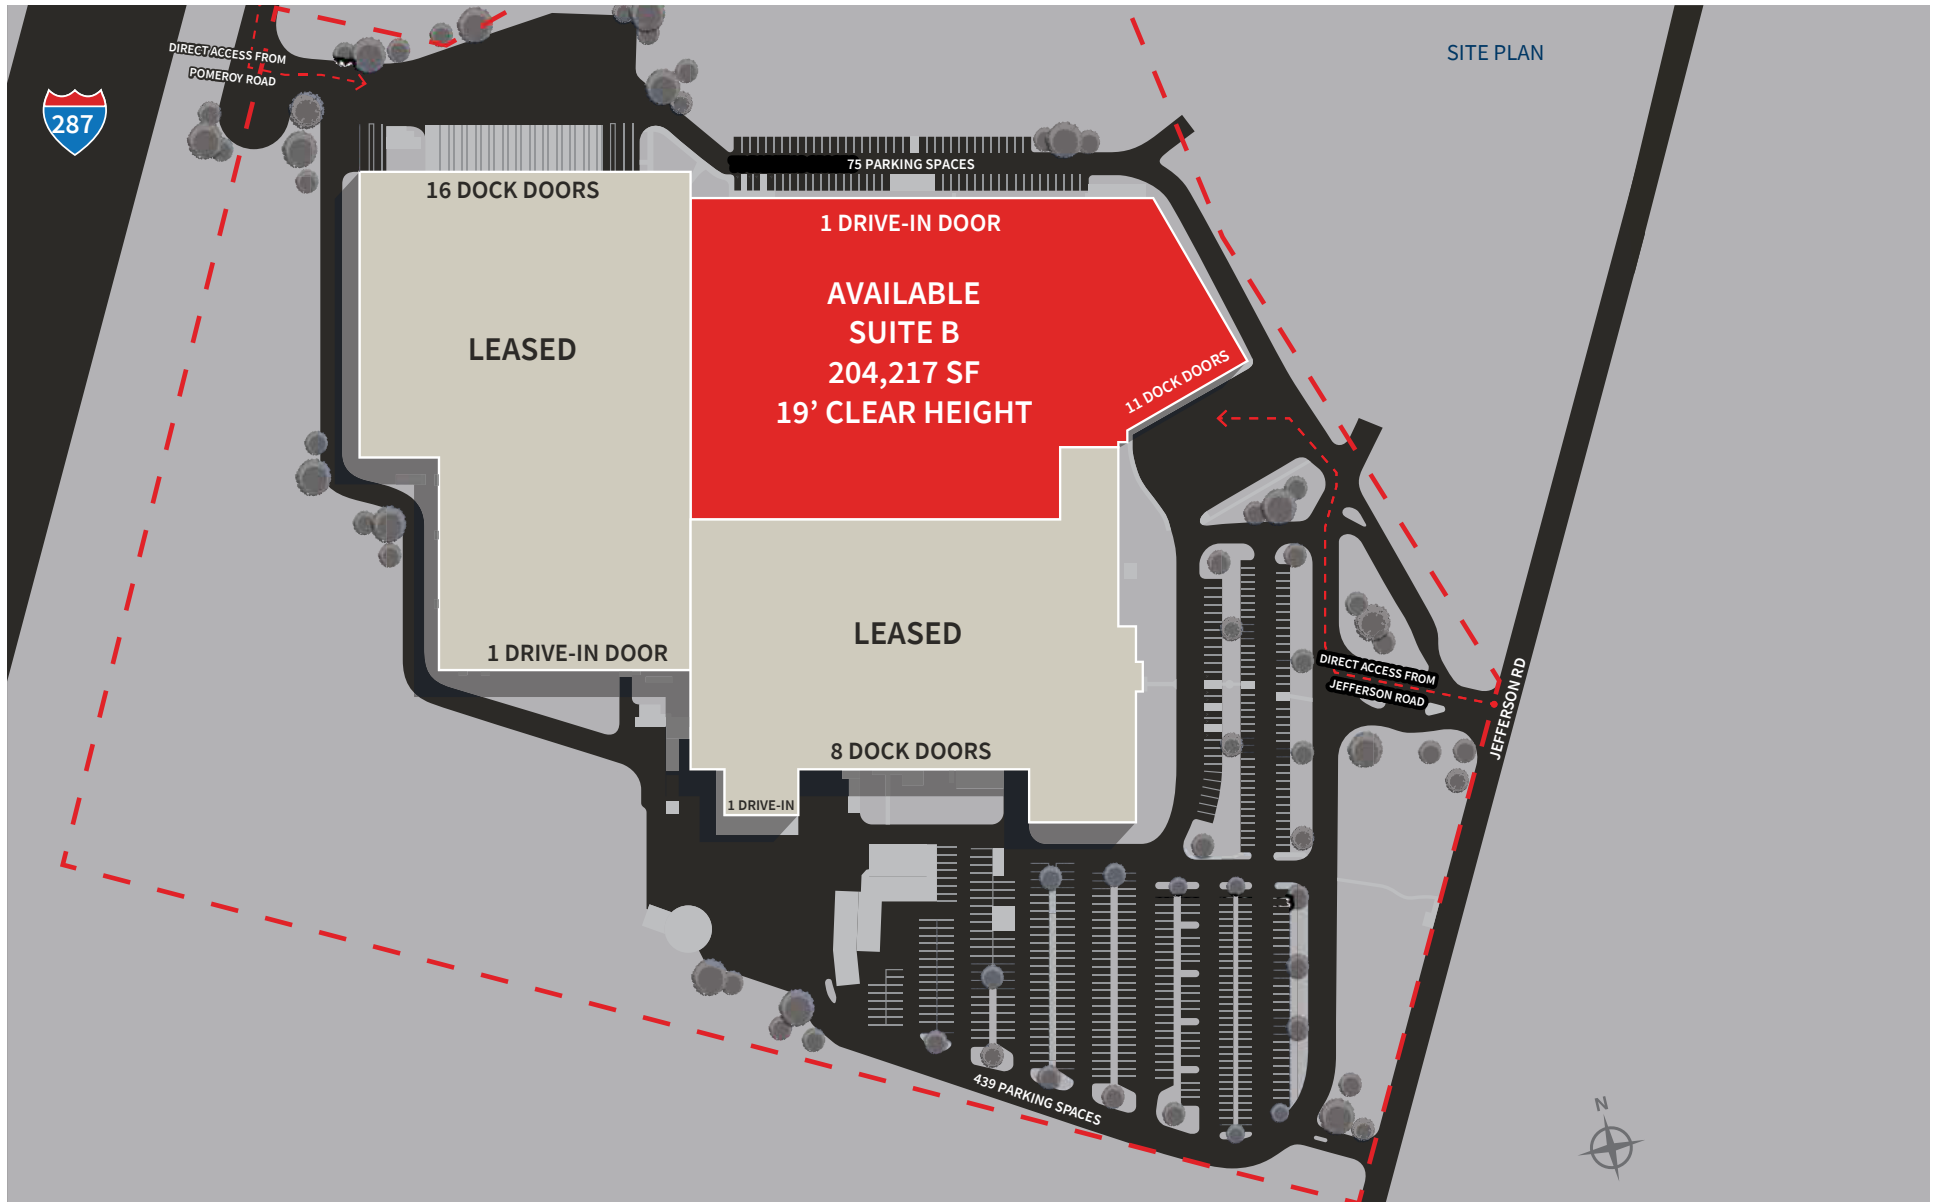 SITE PLAN
DIRECT ACCESS FROM
POMEROY ROAD
287
75 PARKING SPACES
16 DOCK DOORS
1 DRIVE-IN DOOR
AVAILABLE
SUITE B
204,217 SF
19’ CLEAR HEIGHT
LEASED
11 DOCK DOORS
LEASED
1 DRIVE-IN DOOR
DIRECT ACCESS FROM
JEFFERSON ROAD
JEFFERSON RD
8 DOCK DOORS
1 DRIVE-IN
439 PARKING SPACES
N